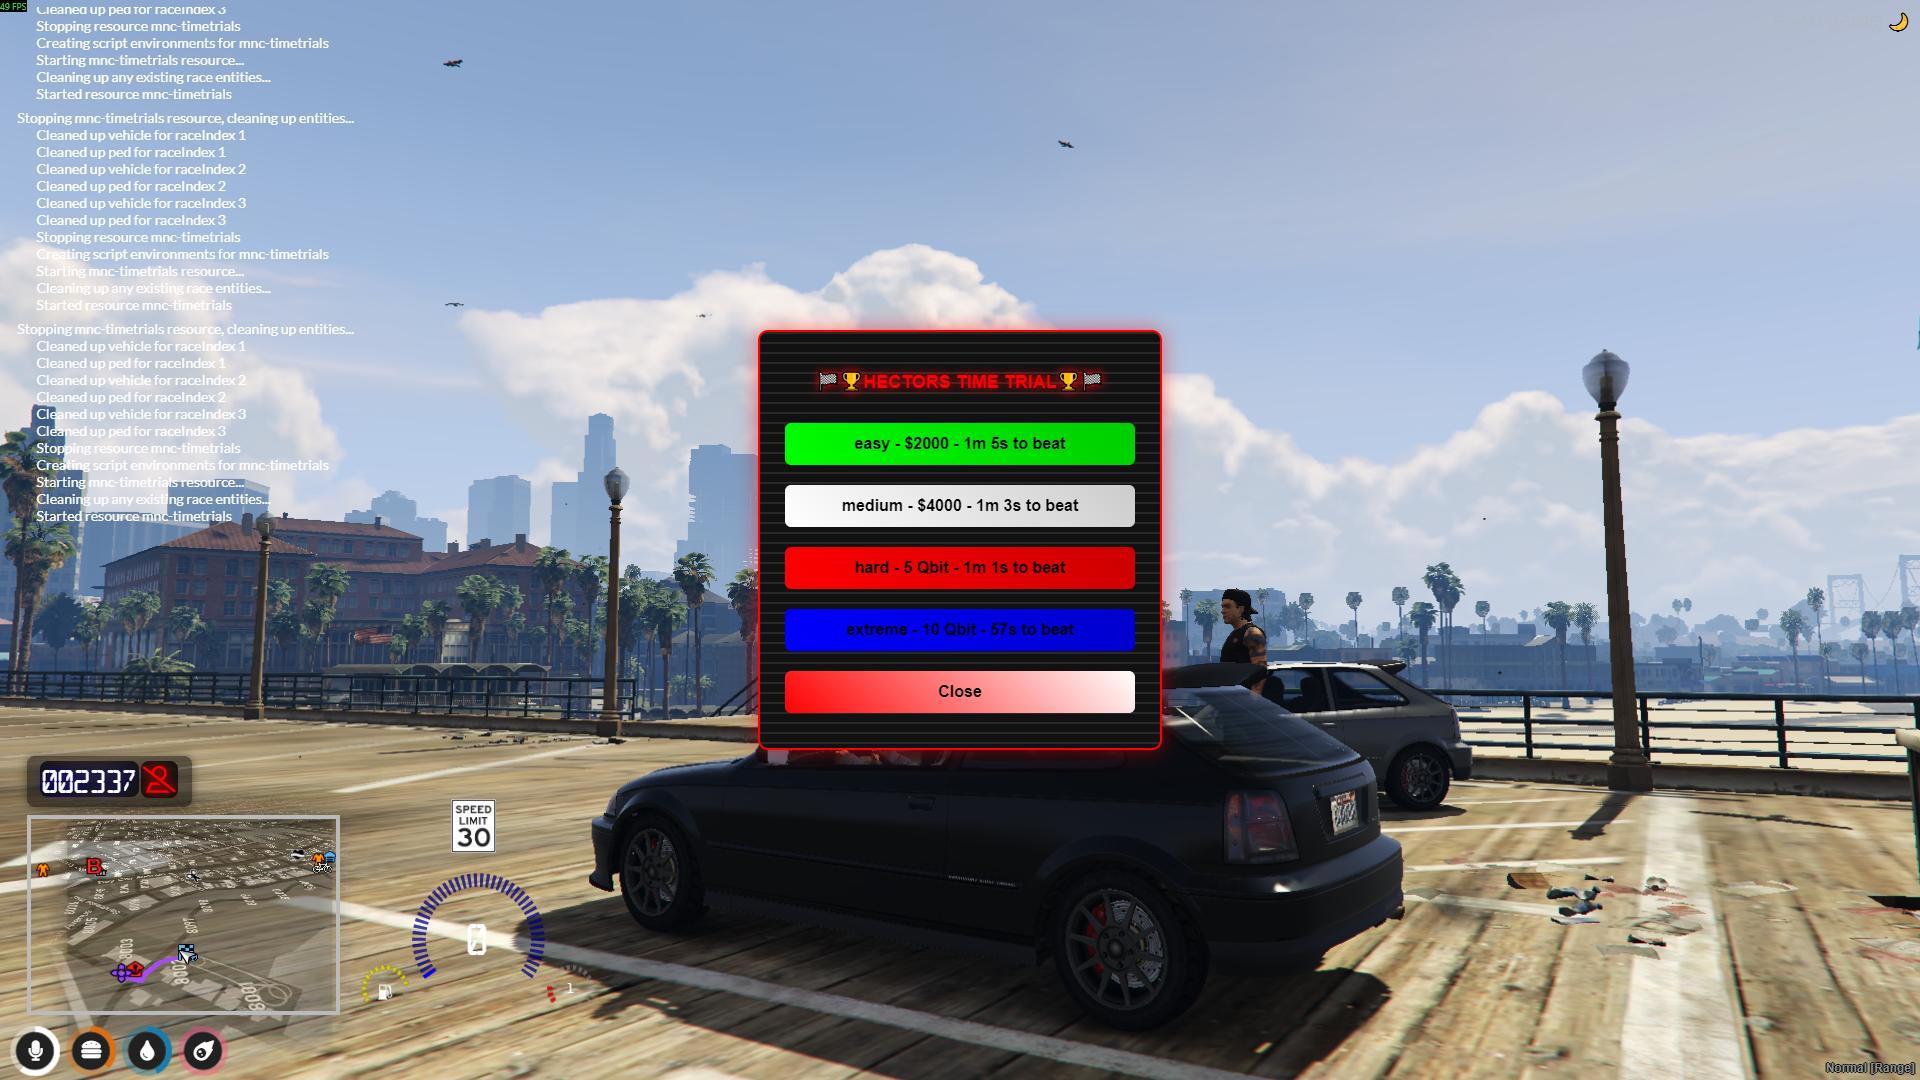 49 FPS
Cleaned up ped for raceIndex 3
Stopping resource mnc-timetrials
Creating script environments for mnc-timetrials
Starting mnc-timetrials resource...
Cleaning up any existing race entities...
Started resource mnc-timetrials
Stopping mnc-timetrials resource, cleaning up entities...
Cleaned up vehicle for raceIndex 1
Cleaned up ped for raceIndex 1
Cleaned up vehicle for raceIndex 2
Cleaned up ped for raceIndex 2
Cleaned up vehicle for raceIndex 3
Cleaned up ped for raceIndex 3
Stopping resource mnc-timetrials
Creating script environments for mnc-timetrials
Starting mnc-timetrials resource...
Cleaning up any existing race entities...
Started resource mnc-timetrials
Stopping mnc-timetrials resource, cleaning up entities...
Cleaned up vehicle for raceIndex 1
Cleaned up ped for raceIndex 1
Cleaned up vehicle for raceIndex 2
Cleaned up ped for raceIndex 2
Cleaned up vehicle for raceIndex 3
Cleaned up ped for raceIndex 3
Stopping resource mnc-timetrials
Creating script environments for mnc-timetrials
Starting mnc-timetrials resource...
Cleaning up any existing race entities...
Started resource mnc-timetrials
HECTORS TIME TRIAL
easy - $2000 - 1m 5s to beat
medium - $4000 - 1m 3s to beat
hard - 5 Qbit - 1m 1s to beat
extreme - 10 Qbit - 57s to beat
Close
002337
SPEED
LIMIT
30
B
8003
0
1
Normal [Range]